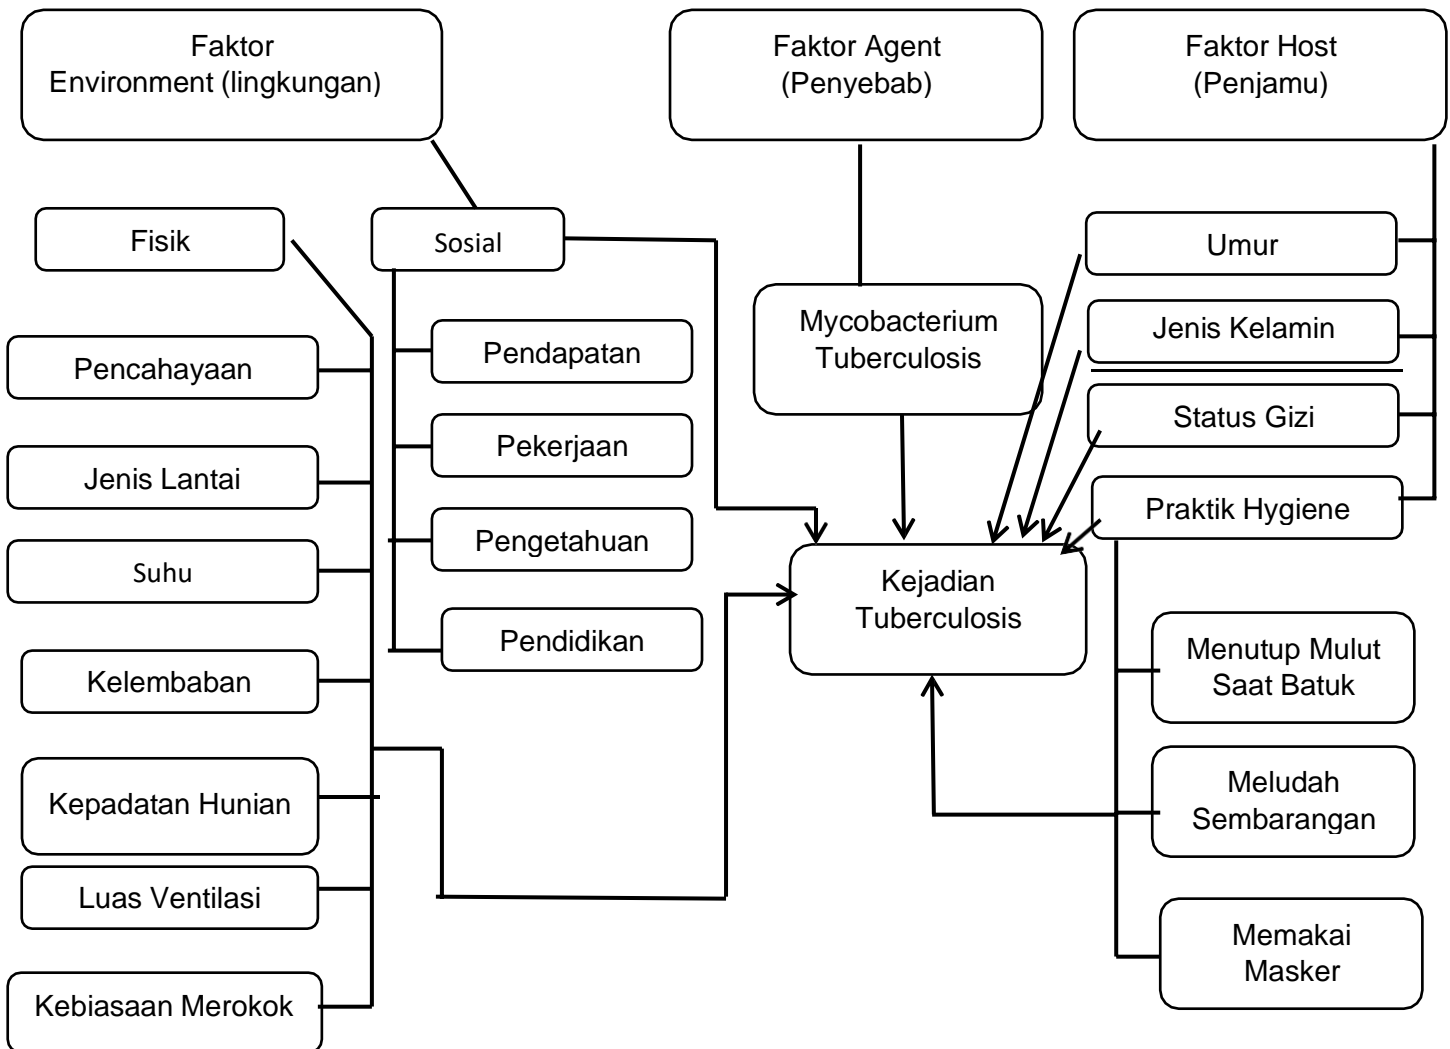 Faktor
Environment (lingkungan)
Faktor Agent
(Penyebab)
Faktor Host
(Penjamu)
Fisik
Sosial
Umur
Mycobacterium
Tuberculosis
Jenis Kelamin
Pencahayaan
Pendapatan
Status Gizi
Jenis Lantai
Pekerjaan
Praktik Hygiene
Suhu
Pengetahuan
Kejadian
Tuberculosis
Kelembaban
Pendidikan
Menutup Mulut
Saat Batuk
Kepadatan Hunian
Meludah
Sembarangan
Luas Ventilasi
Memakai
Masker
Kebiasaan Merokok